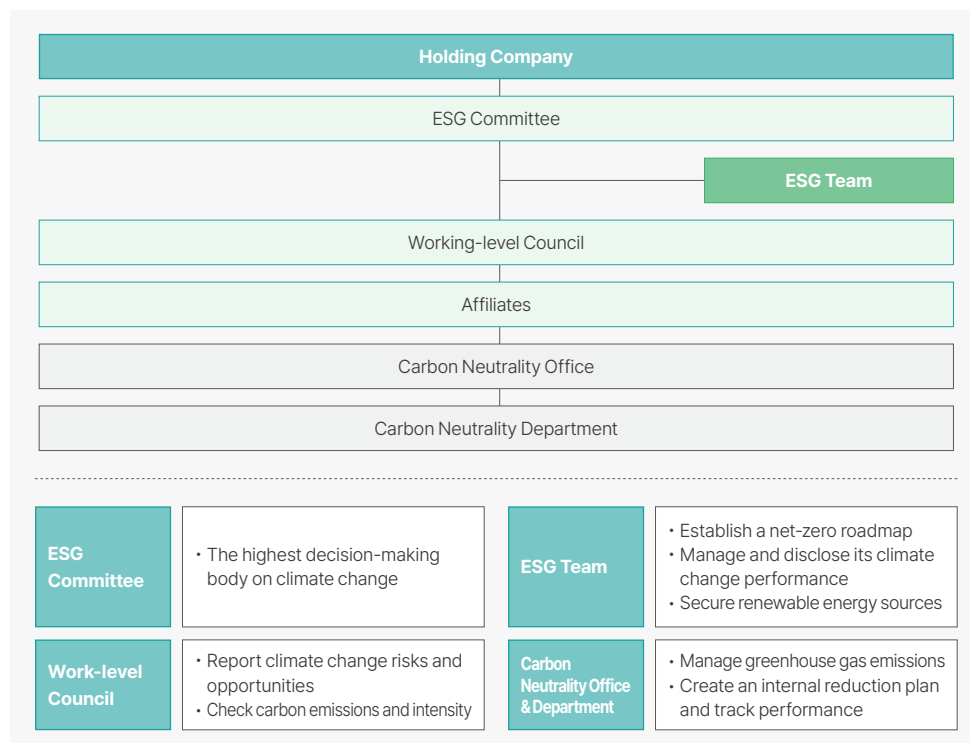 Holding Company
ESG Committee
ESG Team
Working-level Council
Affiliates
Carbon Neutrality Office
Carbon Neutrality Department
ESG
Committee
• The highest decision-making
body on climate change
ESG Team
• Establish a net-zero roadmap
• Manage and disclose its climate
change performance
• Secure renewable energy sources
Work-level
Council
• Report climate change risks and
opportunities
• Check carbon emissions and intensity
Carbon
Neutrality Office
& Department
• Manage greenhouse gas emissions
• Create an internal reduction plan
and track performance